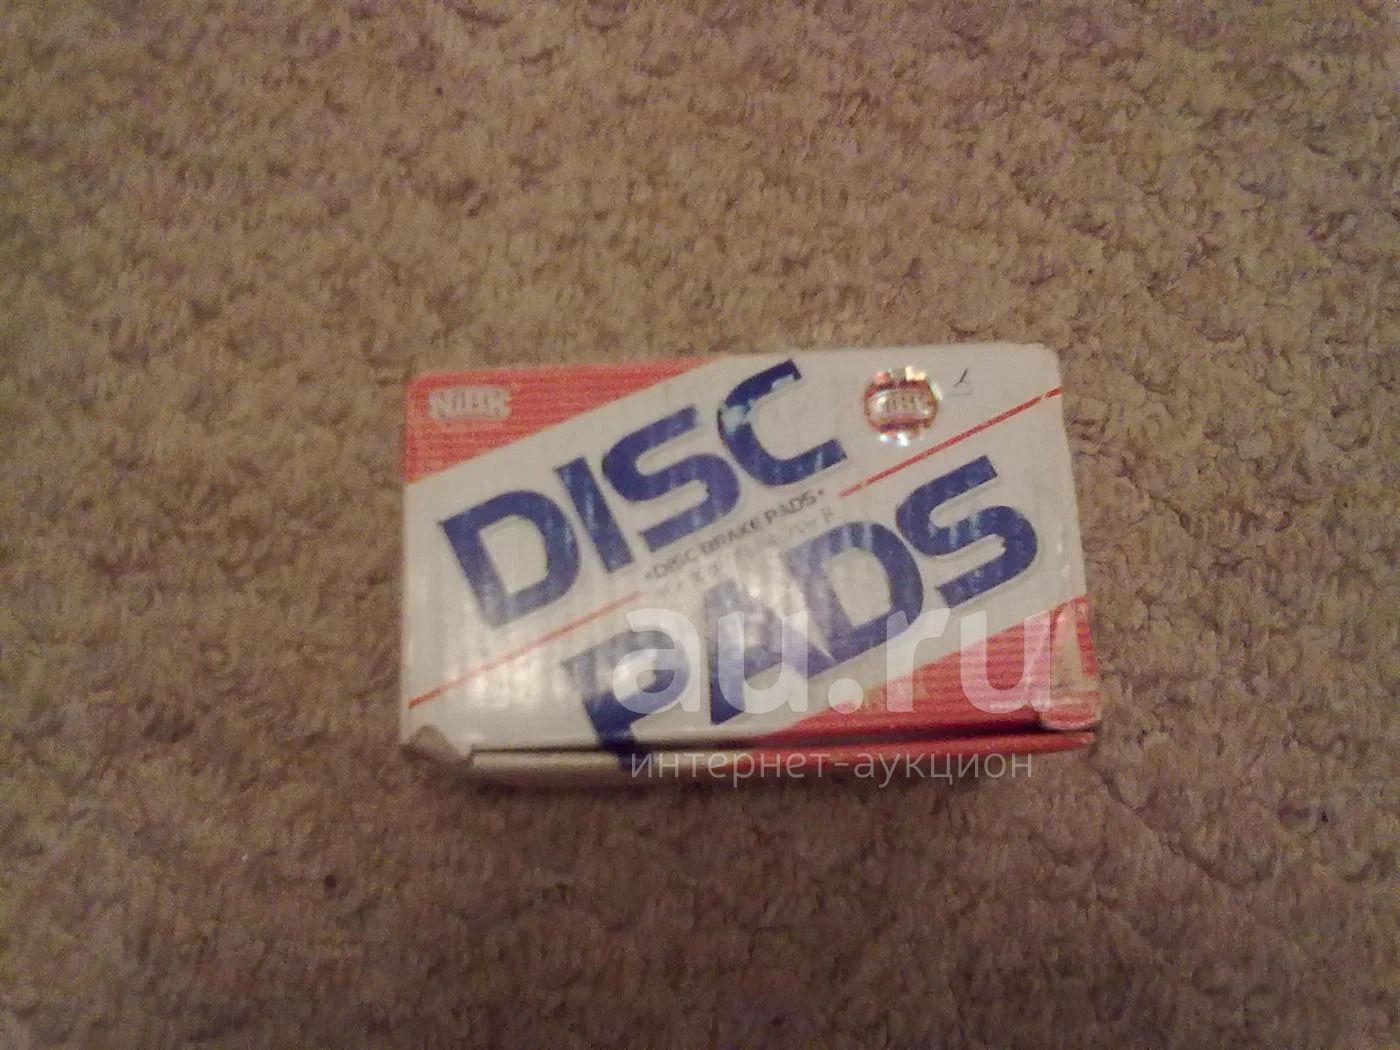 NiBK
DISC
•DISC BRAKE PADS•
PADS
au.ru
интернет-аукцион